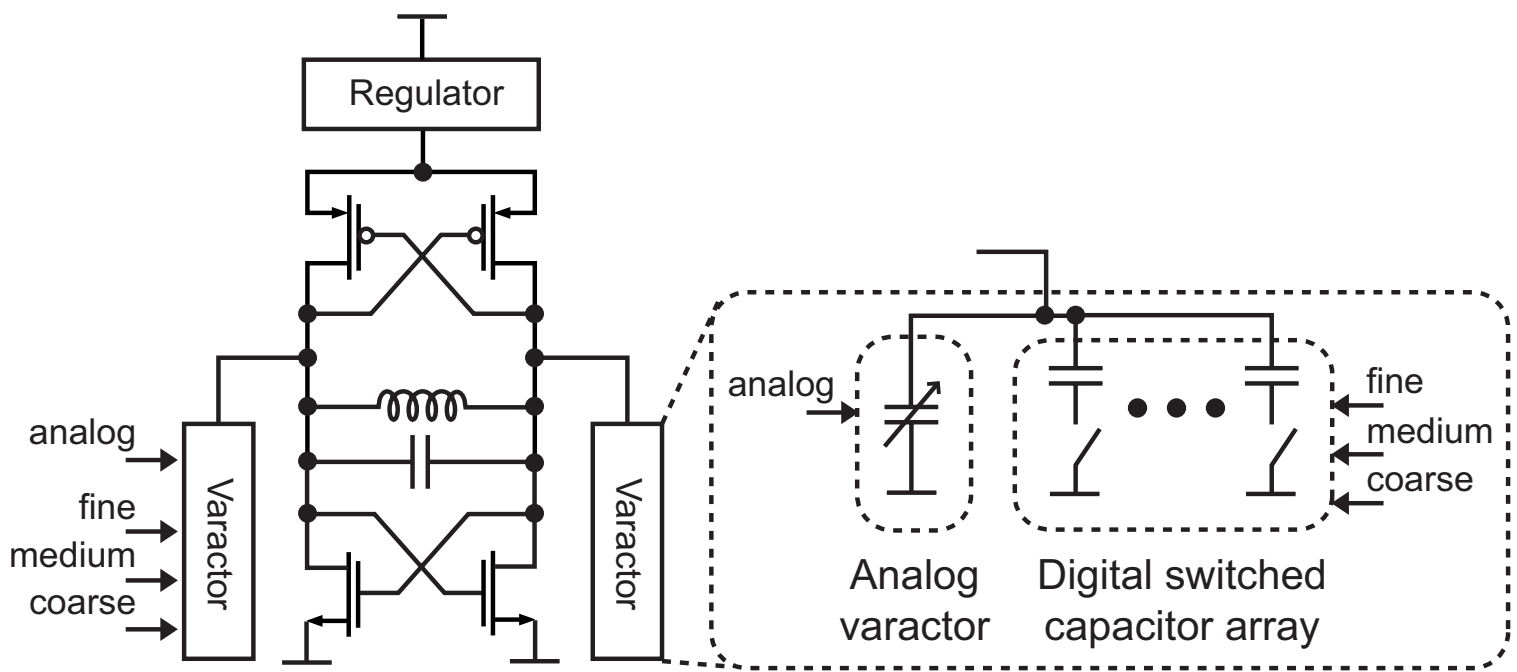 Regulator
analog
fine
medium
coarse
Varactor
Varactor
analog
fine
medium
coarse
Analog
varactor
Digital switched
capacitor array